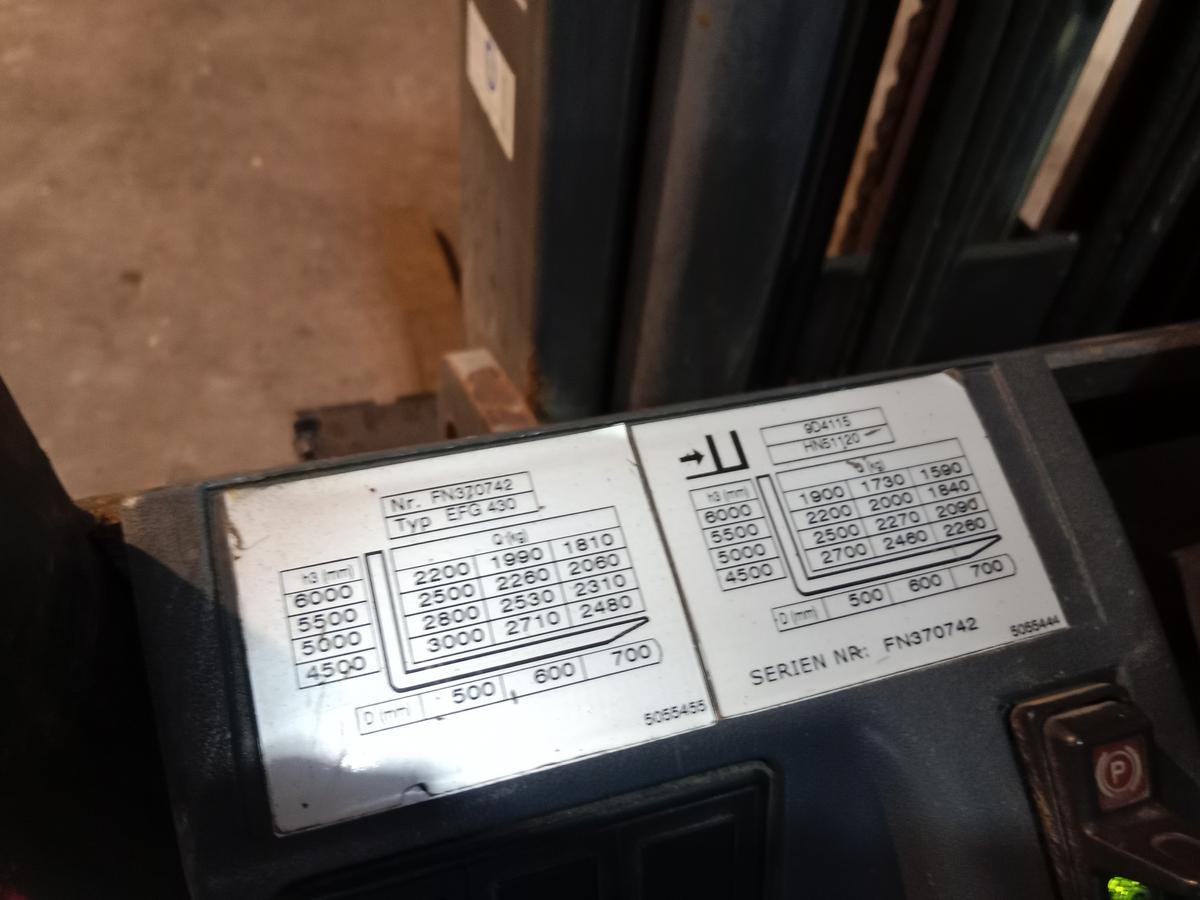 Nr. FN370742
Typ EFG 430
Q (kg)
h3 (mm)
6000 2200 1990 1810
5500 2500 2260 2060
5000 2800 2530 2310
4500 3000 2710 2480
D (mm) 500 600 700
5055455
9D4115
HN51120
(kg)
h3 (mm)
6000 1900 1730 1590
5500 2200 2000 1840
5000 2500 2270 2090
4500 2700 2460 2260
D (mm) 500 600 700
SERIEN NR: FN370742
5055444
P